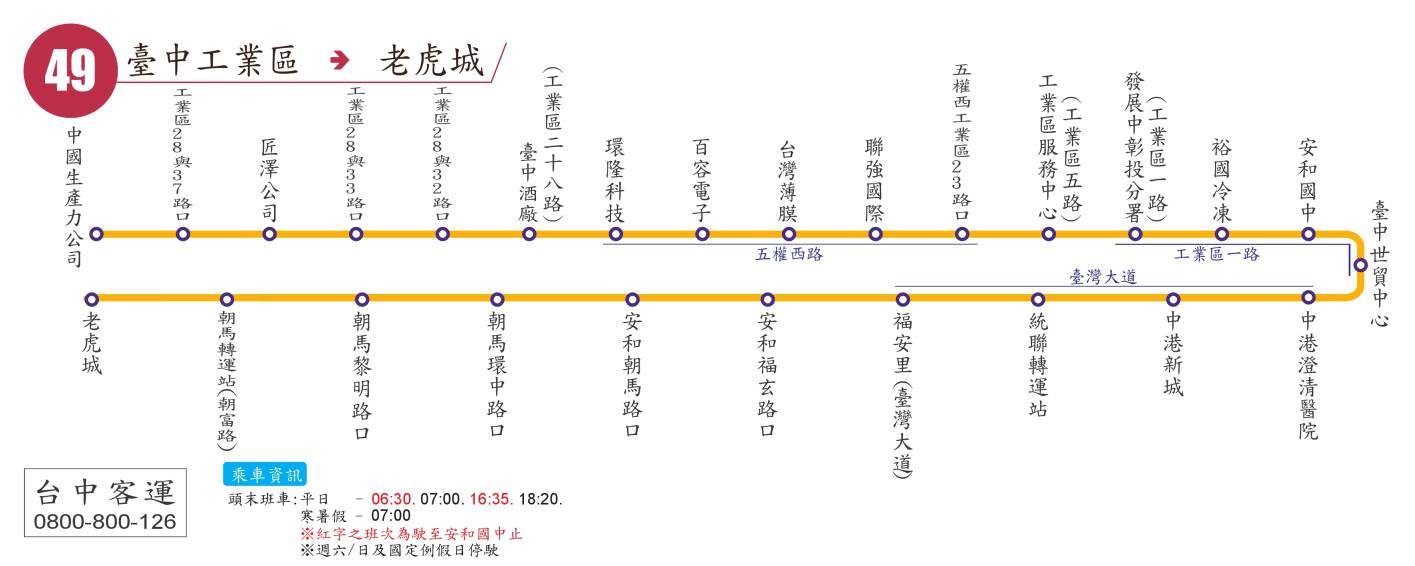 49 臺中工業區 → 老虎城
中國生產力公司
工業區28與37路口
匠澤公司
工業區28與33路口
工業區28與32路口
臺中酒廠
(工業區二十八路)
環隆科技
百容電子
台灣薄膜
聯強國際
五權西工業區23路口
工業區服務中心
(工業區五路)
發展中彰投分署
(工業區一路)
裕國冷凍
安和國中
臺中世貿中心
五權西路
工業區一路
臺灣大道
老虎城
朝馬轉運站(朝富路)
朝馬黎明路口
朝馬環中路口
安和朝馬路口
安和福玄路口
福安里(臺灣大道)
統聯轉運站
中港新城
中港澄清醫院
台中客運
0800-800-126
乘車資訊
頭末班車:平日 - 06:30. 07:00. 16:35. 18:20.
寒暑假 - 07:00
※紅字之班次為駛至安和國中止
※週六/日及國定例假日停駛